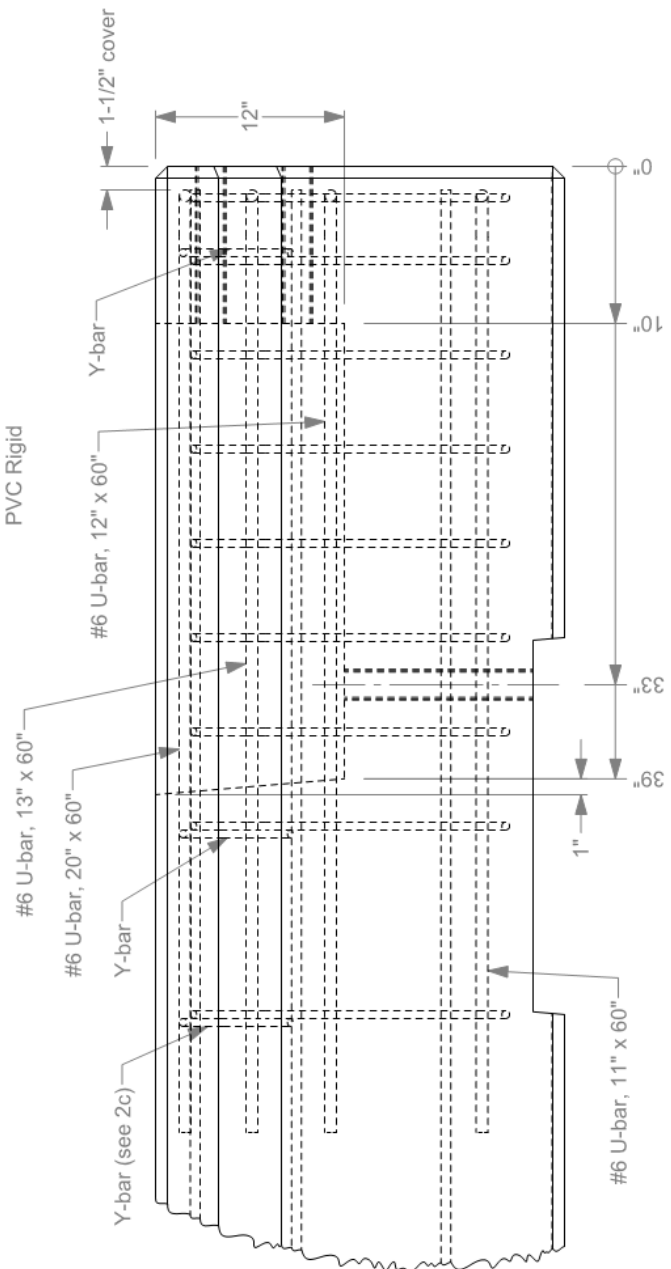 PVC Rigid
#6 U-bar, 13" x 60"
#6 U-bar, 20" x 60"
Y-bar
Y-bar (see 2c)
#6 U-bar, 12" x 60"
Y-bar
1-1/2" cover
12"
0"
10"
33"
39"
1"
#6 U-bar, 11" x 60"